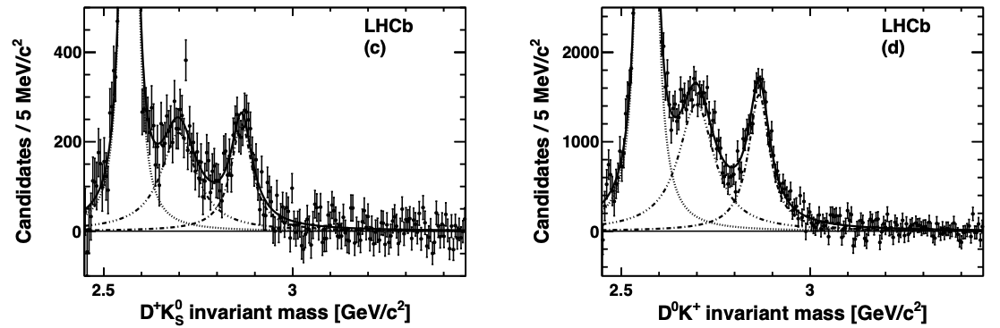 LHCb
(c)
400
200
0
2.5
3
Candidates / 5 MeV/c²
D⁺K⁰S invariant mass [GeV/c²]
LHCb
(d)
2000
1000
0
2.5
3
Candidates / 5 MeV/c²
D⁰K⁺ invariant mass [GeV/c²]